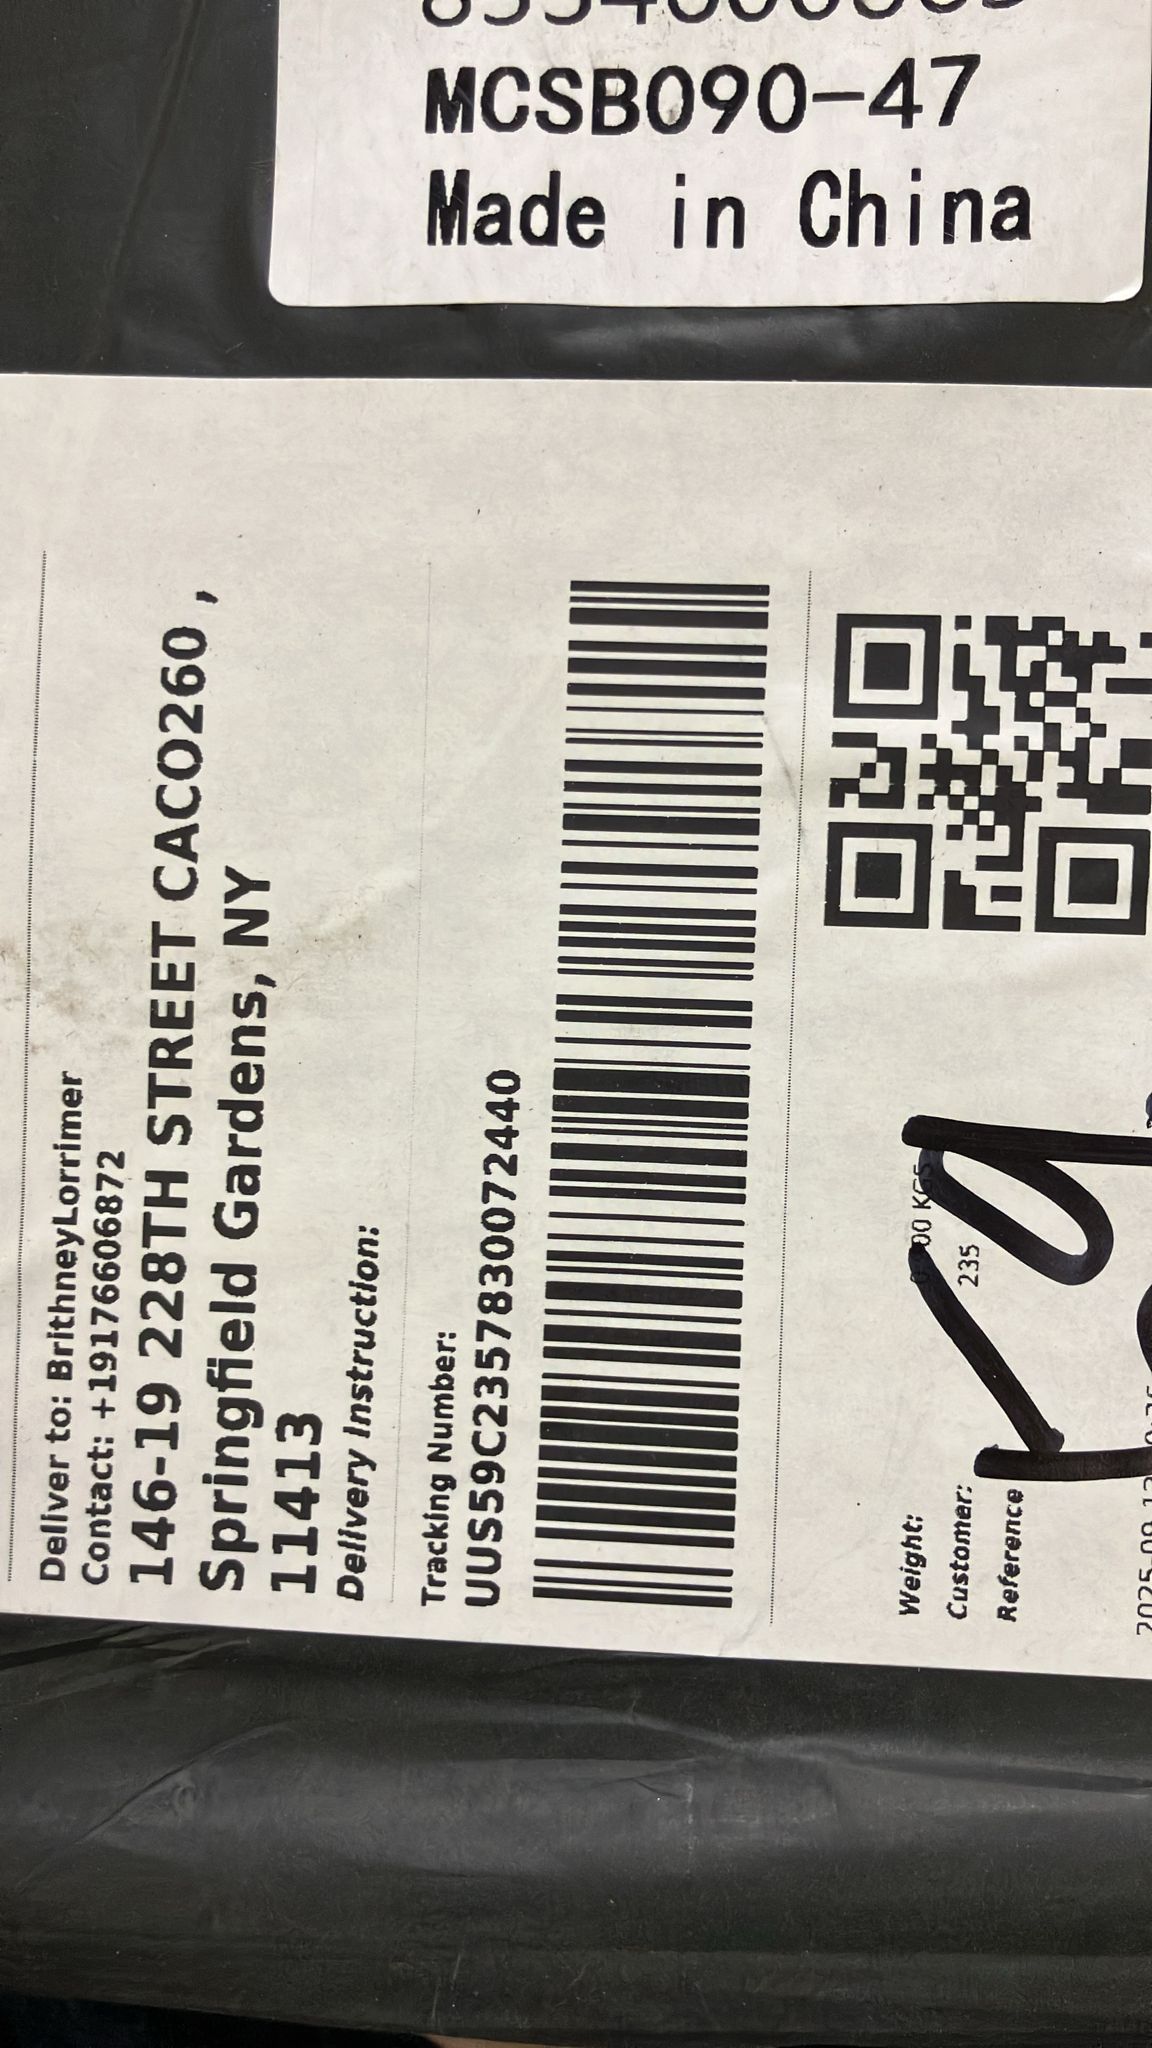 MCSB090-47
Made in China
Deliver to: BrithneyLorrimer
Contact: +19176606872
146-19 228TH STREET CACO260 ,
Springfield Gardens, NY
11413
Delivery Instruction:
Tracking Number:
UUS59C2357830072440
Weight: KGS
Customer: 235
Reference